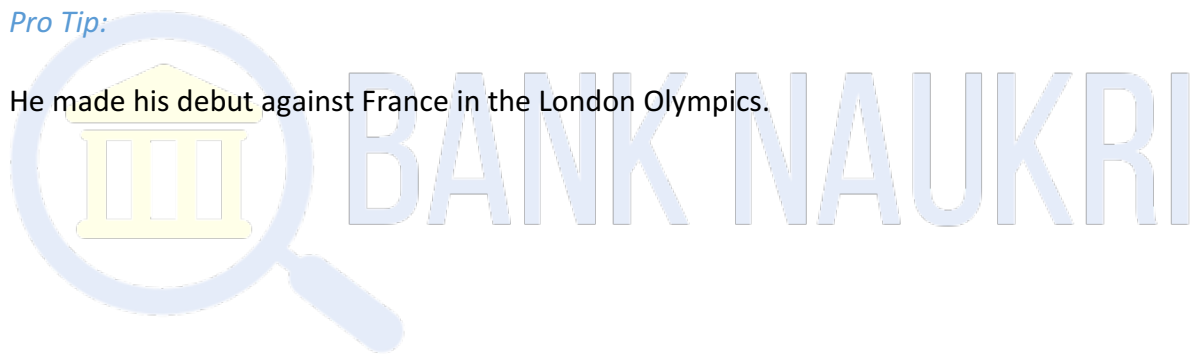 Pro Tip:
He made his debut against France in the London Olympics.
BANK NAUKRI